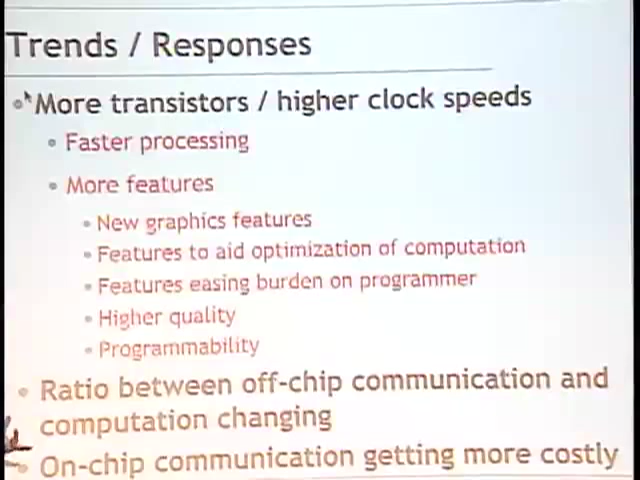 Trends / Responses
More transistors / higher clock speeds
Faster processing
More features
New graphics features
Features to aid optimization of computation
Features easing burden on programmer
Higher quality
Programmability
Ratio between off-chip communication and
computation changing
On-chip communication getting more costly